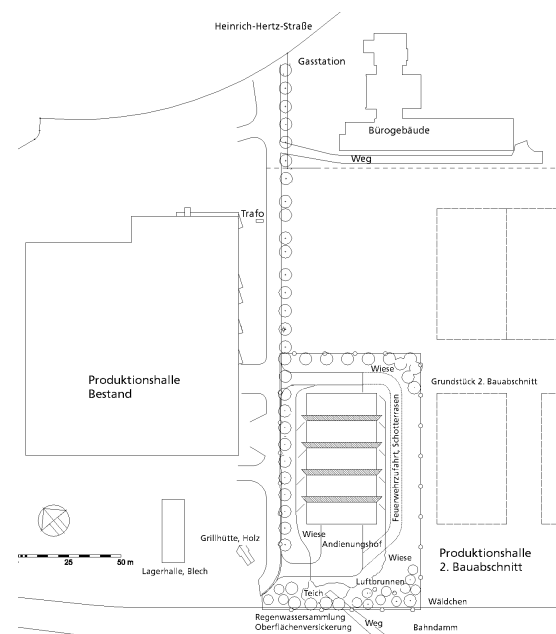 Heinrich-Hertz-Straße
Gasstation
Bürogebäude
Weg
Trafo
Wiese
Produktionshalle
Bestand
Grundstück 2. Bauabschnitt
Feuerwehrzufahrt, Schotterrasen
Wiese
Andienungshof
Grillhütte, Holz
Wiese
Produktionshalle
2. Bauabschnitt
25
50 m
Lagerhalle, Blech
Luftbrunnen
Teich
Wäldchen
Regenwassersammlung
Oberflächenversickerung
Weg
Bahndamm